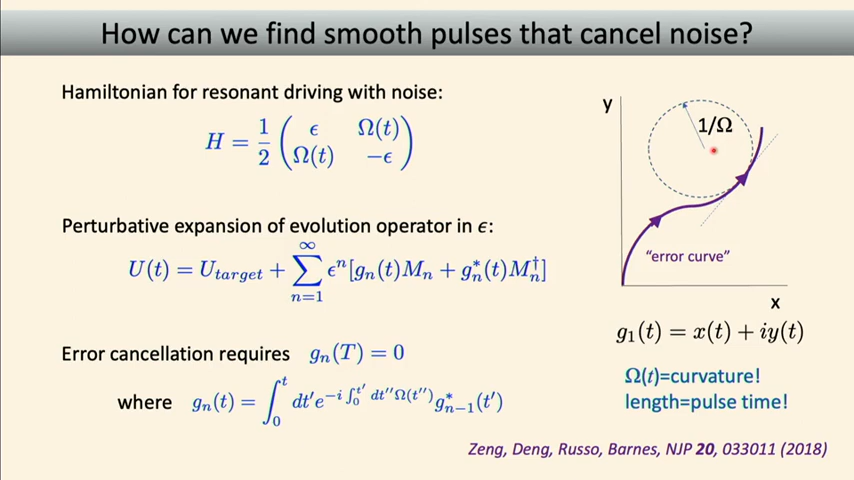 How can we find smooth pulses that cancel noise?
Hamiltonian for resonant driving with noise:
H = 1/2 ( ϵ Ω(t) Ω(t) −ϵ )
Perturbative expansion of evolution operator in ϵ:
U(t) = U_{target} + ∑_{n=1}^{∞} ϵ^n [g_n(t)M_n + g_n^*(t)M_n^†]
Error cancellation requires g_n(T) = 0
where g_n(t) = ∫_0^t dt′e^{−i ∫_0^{t′} dt″Ω(t″)} g_{n−1}^*(t′)
y
1/Ω
"error curve"
x
g_1(t) = x(t) + iy(t)
Ω(t)=curvature!
length=pulse time!
Zeng, Deng, Russo, Barnes, NJP 20, 033011 (2018)